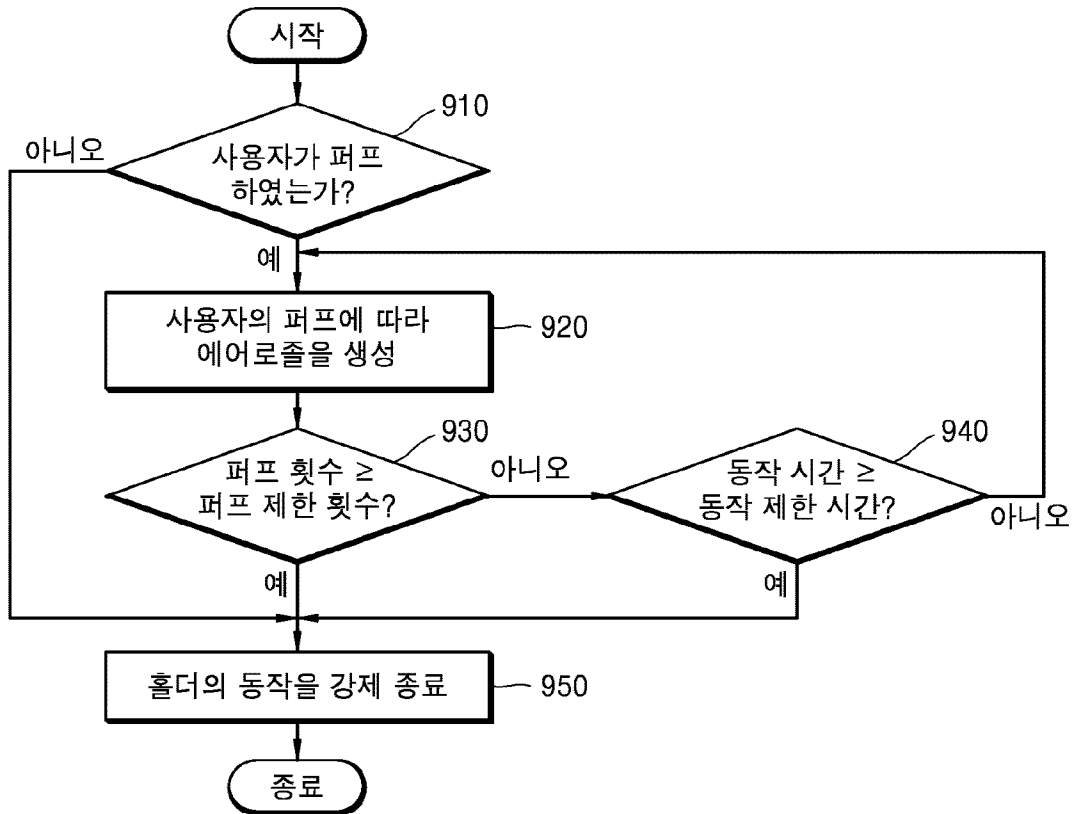 시작
910
아니오
사용자가 퍼프
하였는가?
예
사용자의 퍼프에 따라
에어로졸을 생성
920
930
퍼프 횟수 ≥
퍼프 제한 횟수?
아니오
940
동작 시간 ≥
동작 제한 시간?
아니오
예
예
홀더의 동작을 강제 종료
950
종료